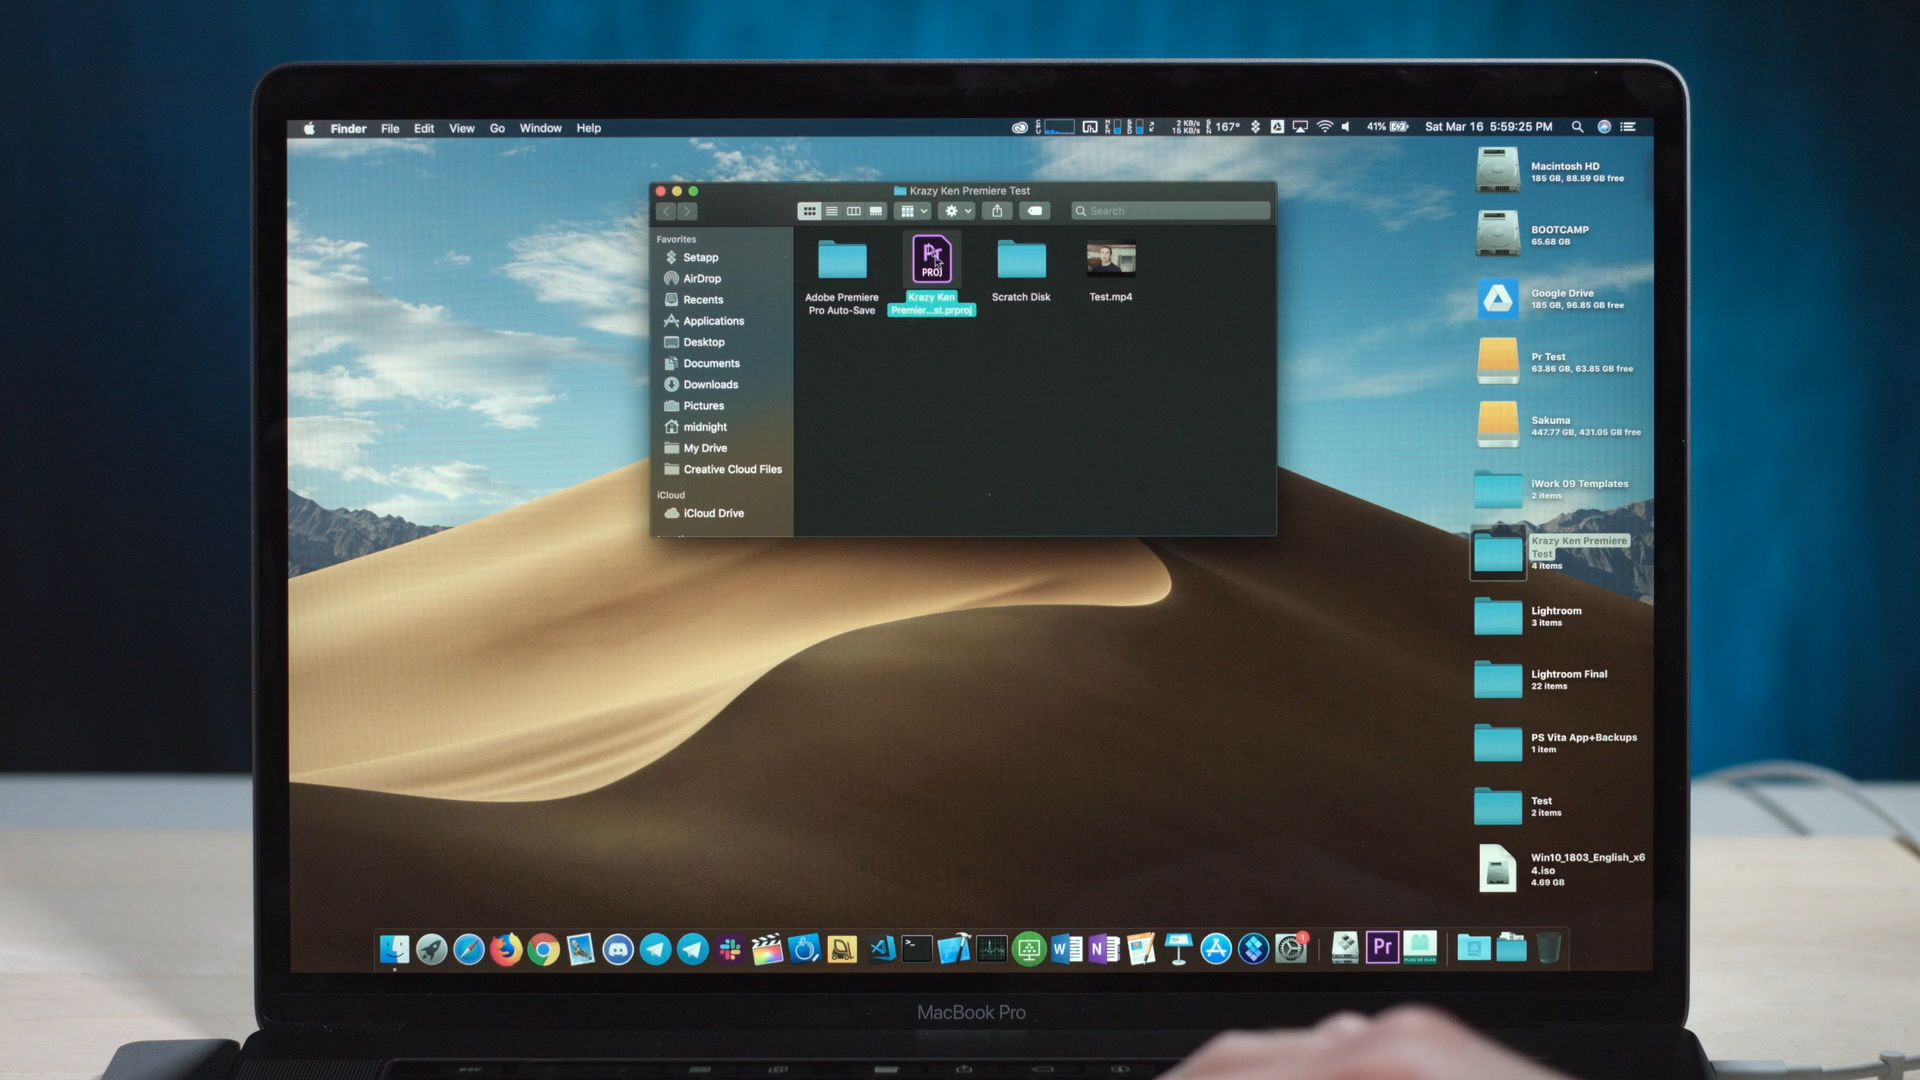 Finder File Edit View Go Window Help
2 KB/s
15 KB/s
167° 41% Sat Mar 16 5:59:25 PM
Krazy Ken Premiere Test
Search
Favorites
Setapp
AirDrop
Recents
Applications
Desktop
Documents
Downloads
Pictures
midnight
My Drive
Creative Cloud Files
iCloud
iCloud Drive
Pr
PROJ
Adobe Premiere
Pro Auto-Save
Krazy Ken
Premier...st.prproj
Scratch Disk
Test.mp4
Macintosh HD
185 GB, 88.59 GB free
BOOTCAMP
65.68 GB
Google Drive
185 GB, 96.85 GB free
Pr Test
63.86 GB, 63.85 GB free
Sakuma
447.77 GB, 431.05 GB free
iWork 09 Templates
2 items
Krazy Ken Premiere
Test
4 items
Lightroom
3 items
Lightroom Final
22 items
PS Vita App+Backups
1 item
Test
2 items
Win10_1803_English_x6
4.iso
4.69 GB
W N 1 Pr
MacBook Pro